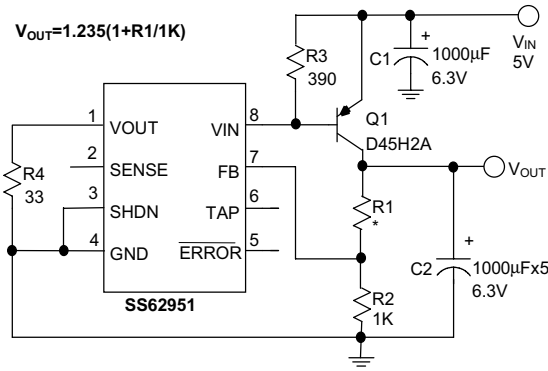 VOUT=1.235(1+R1/1K)
R3
390
C1
+
1000μF
6.3V
VIN
5V
1
VOUT
VIN
8
Q1
D45H2A
R4
33
2
SENSE
FB
7
VOUT
3
SHDN
TAP
6
R1
*
4
GND
ERROR
5
C2
+
1000μFx5
6.3V
R2
1K
SS62951